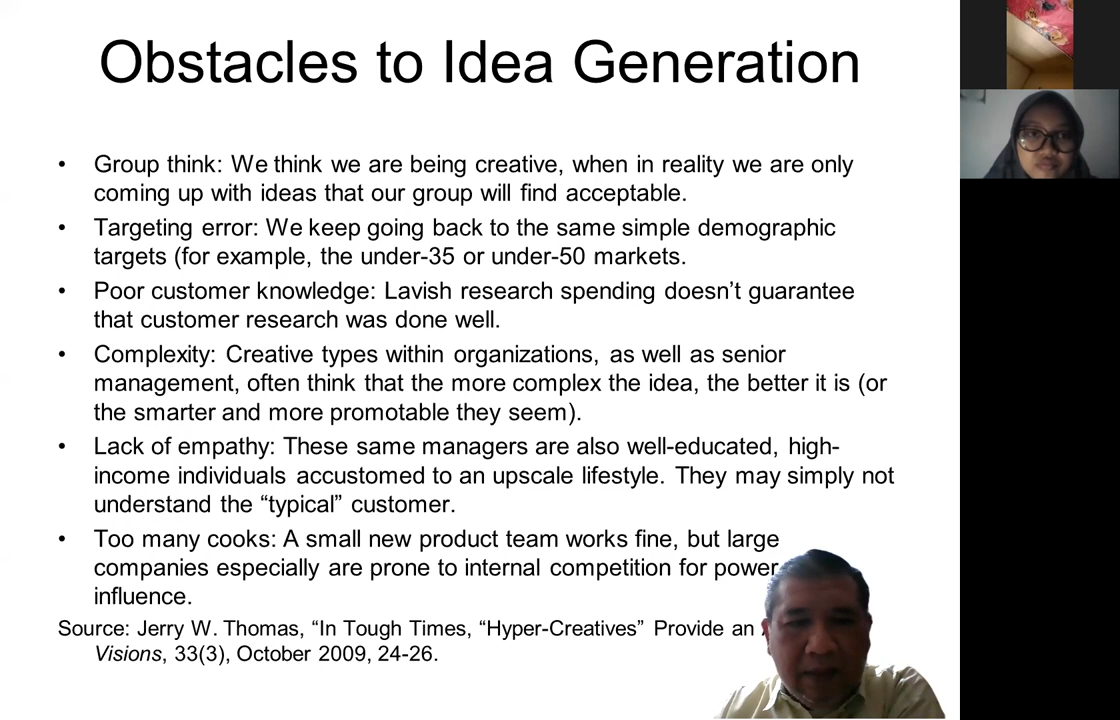 Obstacles to Idea Generation
• Group think: We think we are being creative, when in reality we are only
coming up with ideas that our group will find acceptable.
• Targeting error: We keep going back to the same simple demographic
targets (for example, the under-35 or under-50 markets.
• Poor customer knowledge: Lavish research spending doesn’t guarantee
that customer research was done well.
• Complexity: Creative types within organizations, as well as senior
management, often think that the more complex the idea, the better it is (or
the smarter and more promotable they seem).
• Lack of empathy: These same managers are also well-educated, high-
income individuals accustomed to an upscale lifestyle. They may simply not
understand the “typical” customer.
• Too many cooks: A small new product team works fine, but large
companies especially are prone to internal competition for power
influence.
Source: Jerry W. Thomas, “In Tough Times, “Hyper-Creatives” Provide an
Visions, 33(3), October 2009, 24-26.